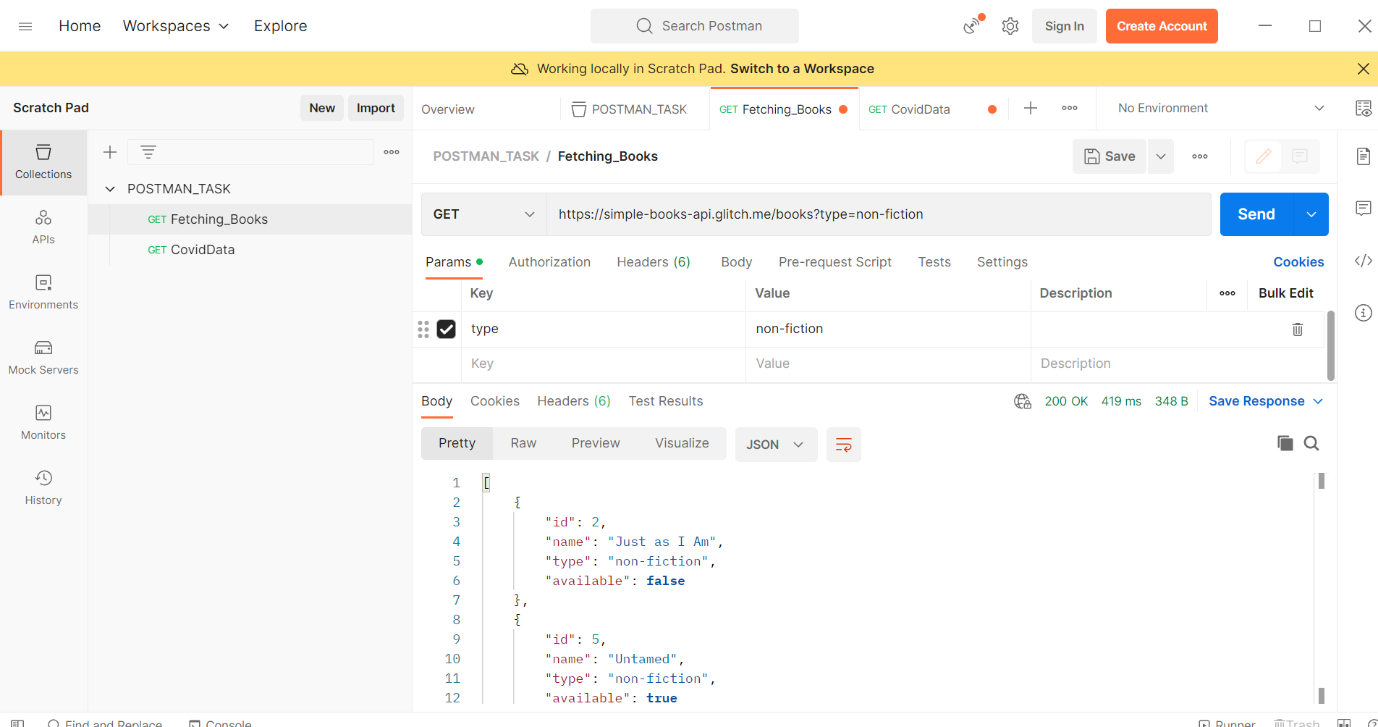 Home Workspaces Explore Search Postman Sign In Create Account
Working locally in Scratch Pad. Switch to a Workspace
Scratch Pad New Import Overview POSTMAN_TASK GET Fetching_Books GET CovidData No Environment
Collections
APIs
Environments
Mock Servers
Monitors
History
POSTMAN_TASK
GET Fetching_Books
GET CovidData
POSTMAN_TASK / Fetching_Books Save
GET https://simple-books-api.glitch.me/books?type=non-fiction Send
Params Authorization Headers (6) Body Pre-request Script Tests Settings Cookies
Key Value Description Bulk Edit
type non-fiction
Key Value Description
Body Cookies Headers (6) Test Results 200 OK 419 ms 348 B Save Response
Pretty Raw Preview Visualize JSON
1 [
2 {
3 "id": 2,
4 "name": "Just as I Am",
5 "type": "non-fiction",
6 "available": false
7 },
8 {
9 "id": 5,
10 "name": "Untamed",
11 "type": "non-fiction",
12 "available": true
Find and Replace Console Runner Trash